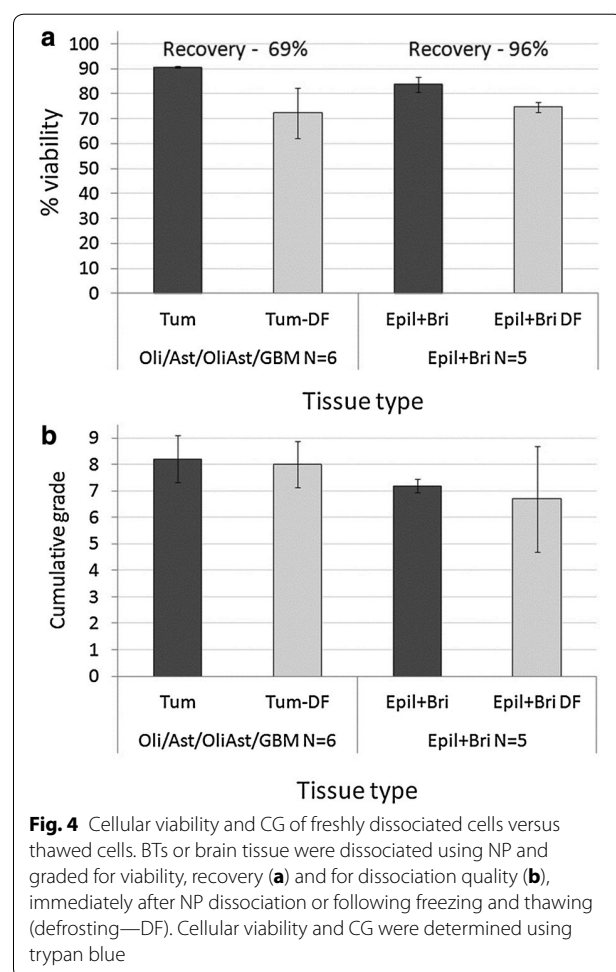 a
100
90
80
70
60
50
40
30
20
10
0
% viability
Recovery - 69%
Recovery - 96%
Tum
Tum-DF
Epil+Bri
Epil+Bri DF
Oli/Ast/OliAst/GBM N=6
Epil+Bri N=5
Tissue type
b
9
8
7
6
5
4
3
2
1
0
Cumulative grade
Tum
Tum-DF
Epil+Bri
Epil+Bri DF
Oli/Ast/OliAst/GBM N=6
Epil+Bri N=5
Tissue type
Fig. 4 Cellular viability and CG of freshly dissociated cells versus
thawed cells. BTs or brain tissue were dissociated using NP and
graded for viability, recovery (a) and for dissociation quality (b),
immediately after NP dissociation or following freezing and thawing
(defrosting—DF). Cellular viability and CG were determined using
trypan blue